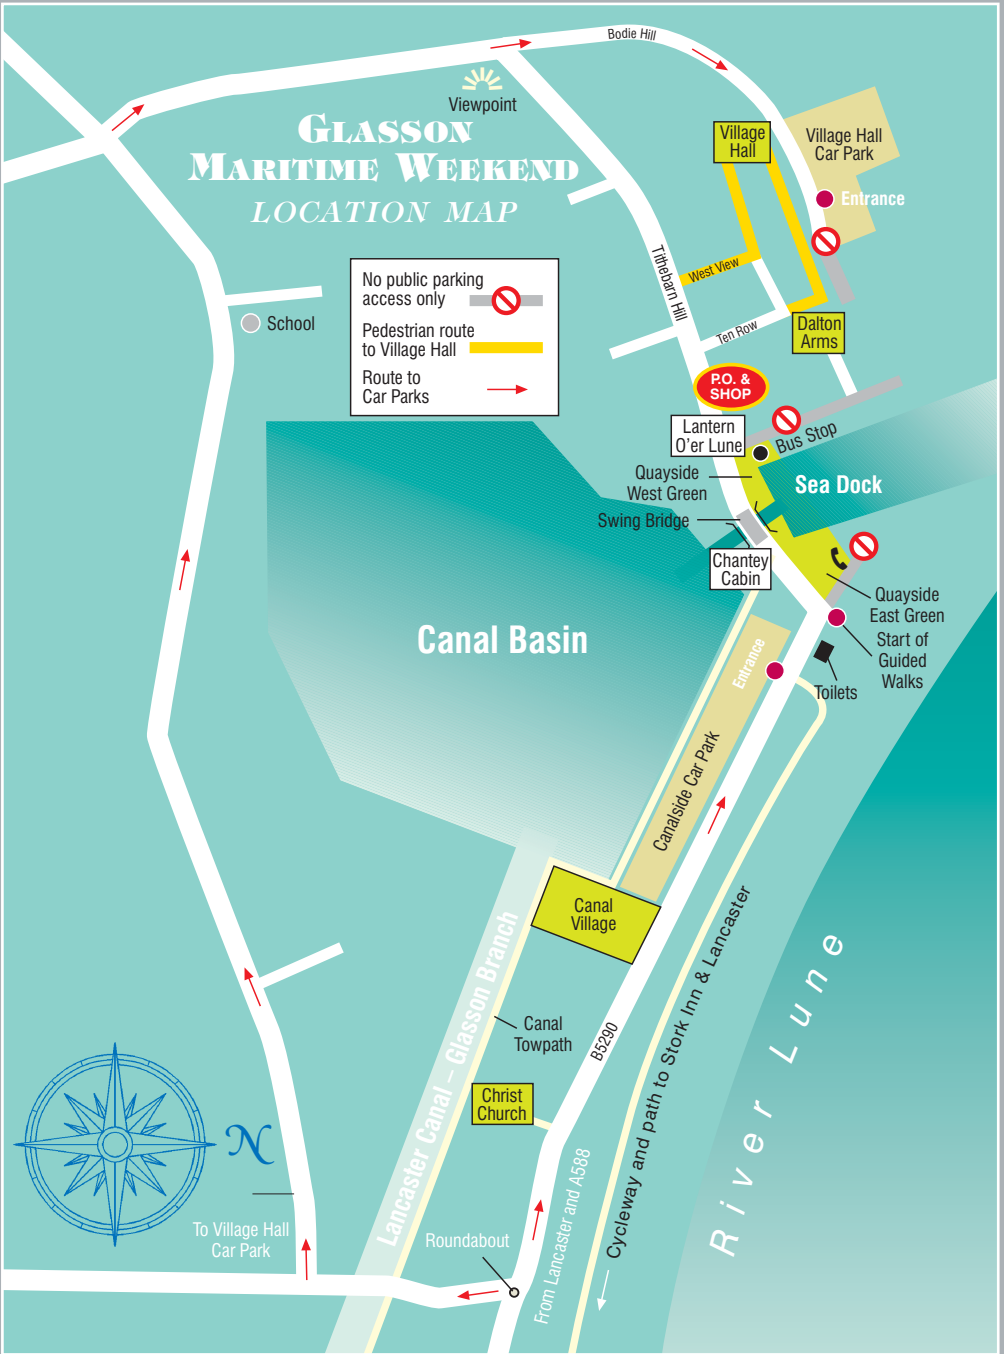 Bodie Hill
Viewpoint
GLASSON
MARITIME WEEKEND
LOCATION MAP
Village
Hall
Village Hall
Car Park
Entrance
No public parking
access only
Pedestrian route
to Village Hall
Route to
Car Parks
School
Tithebarn Hill
West View
Ten Row
Dalton
Arms
P.O. &
SHOP
Lantern
O'er Lune
Bus Stop
Quayside
West Green
Sea Dock
Swing Bridge
Chantey
Cabin
Quayside
East Green
Start of
Guided
Walks
Toilets
Canal Basin
Entrance
Canalside Car Park
Canal
Village
Lancaster Canal – Glasson Branch
Canal
Towpath
B5290
Cycleway and path to Stork Inn & Lancaster
River Lune
Christ
Church
From Lancaster and A588
Roundabout
N
To Village Hall
Car Park